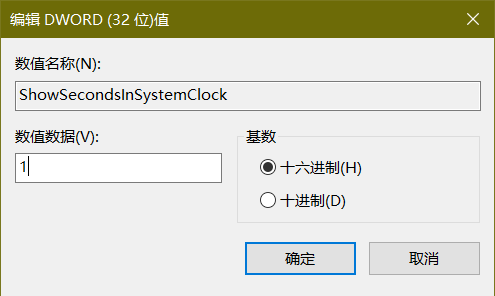 编辑 DWORD (32 位)值
数值名称(N):
ShowSecondsInSystemClock
数值数据(V):
1
基数
十六进制(H)
十进制(D)
确定
取消